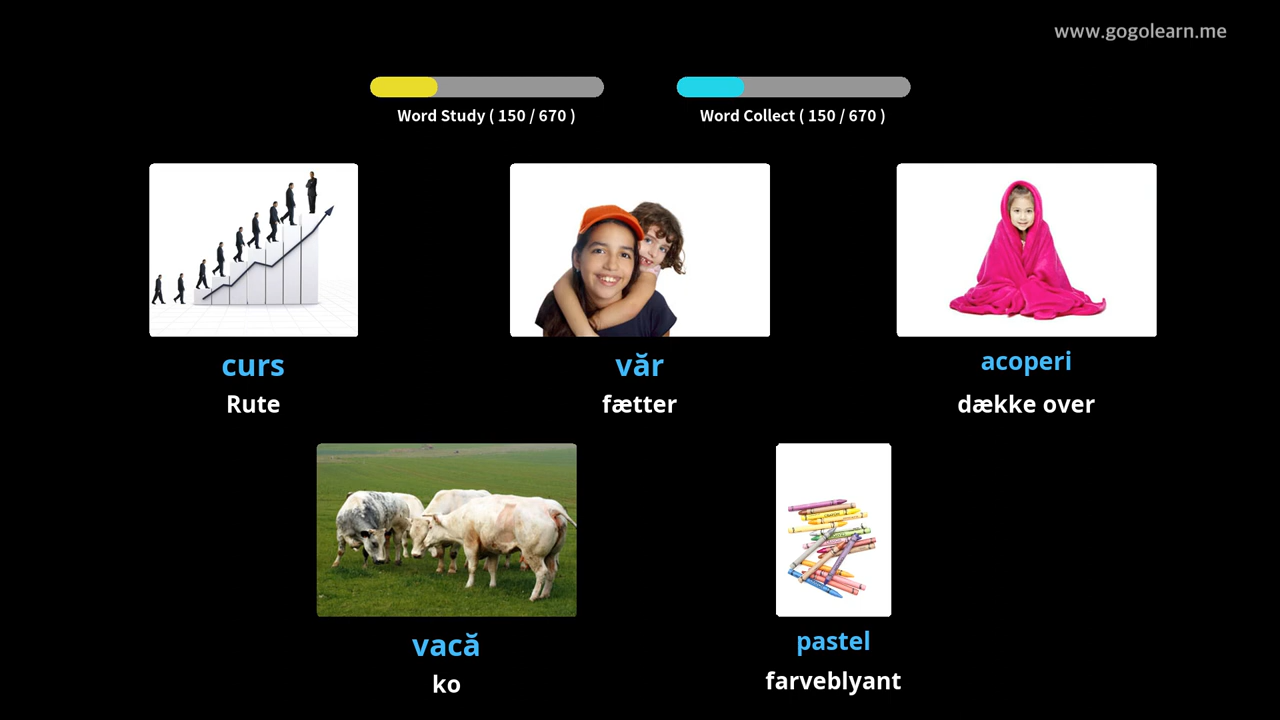 www.gogolearn.me
Word Study ( 150 / 670 )
Word Collect ( 150 / 670 )
curs
Rute
văr
fætter
acoperi
dække over
vacă
ko
pastel
farveblyant